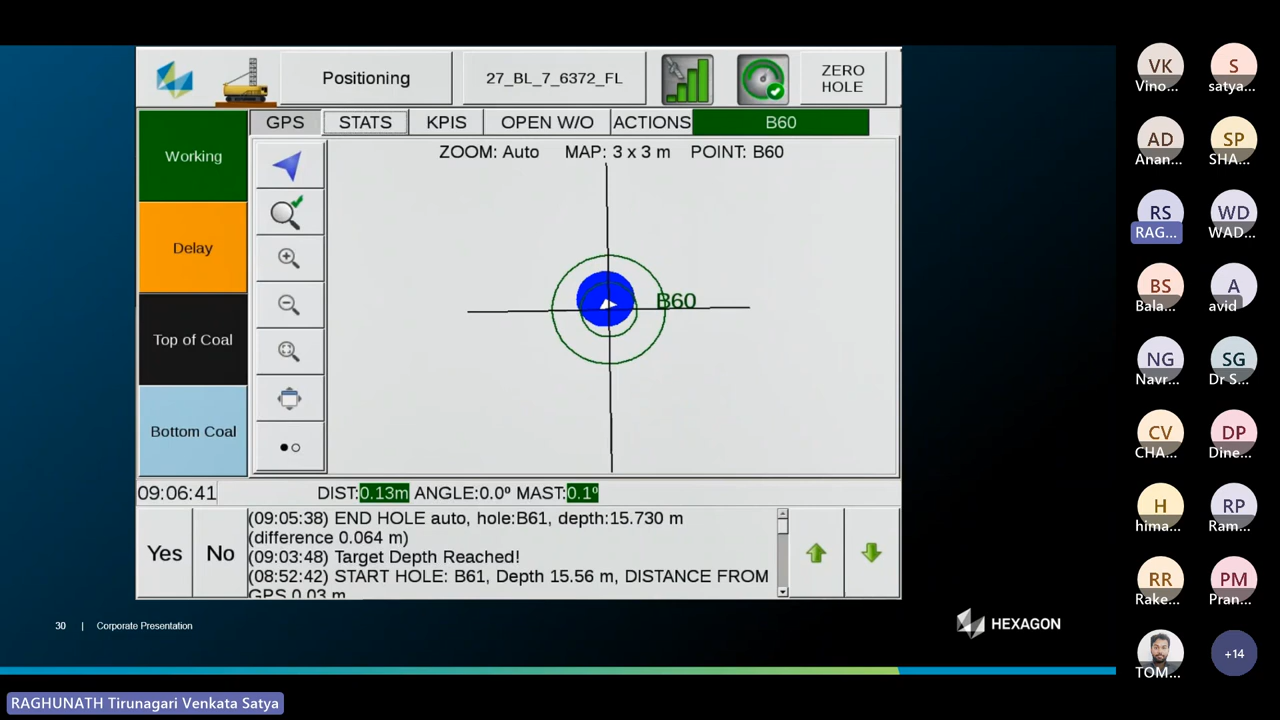 Positioning
27_BL_7_6372_FL
ZERO
HOLE
GPS
STATS
KPIS
OPEN W/O
ACTIONS
B60
Working
Delay
Top of Coal
Bottom Coal
ZOOM: Auto MAP: 3 x 3 m POINT: B60
B60
09:06:41
DIST:0.13m ANGLE:0.0º MAST:0.1º
Yes
No
(09:05:38) END HOLE auto, hole:B61, depth:15.730 m
(difference 0.064 m)
(09:03:48) Target Depth Reached!
(08:52:42) START HOLE: B61, Depth 15.56 m, DISTANCE FROM
GPS 0.03 m
30 | Corporate Presentation
HEXAGON
VK
Vino...
S
satya...
AD
Anan...
SP
SHA...
RS
RAG...
WD
WAD...
BS
Bala...
A
avid
NG
Navr...
SG
Dr S...
CV
CHA...
DP
Dine...
H
hima...
RP
Ram...
RR
Rake...
PM
Pran...
TOM...
+14
RAGHUNATH Tirunagari Venkata Satya